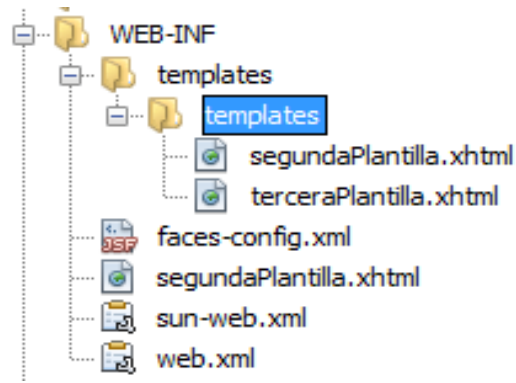 WEB-INF
templates
templates
segundaPlantilla.xhtml
terceraPlantilla.xhtml
faces-config.xml
segundaPlantilla.xhtml
sun-web.xml
web.xml